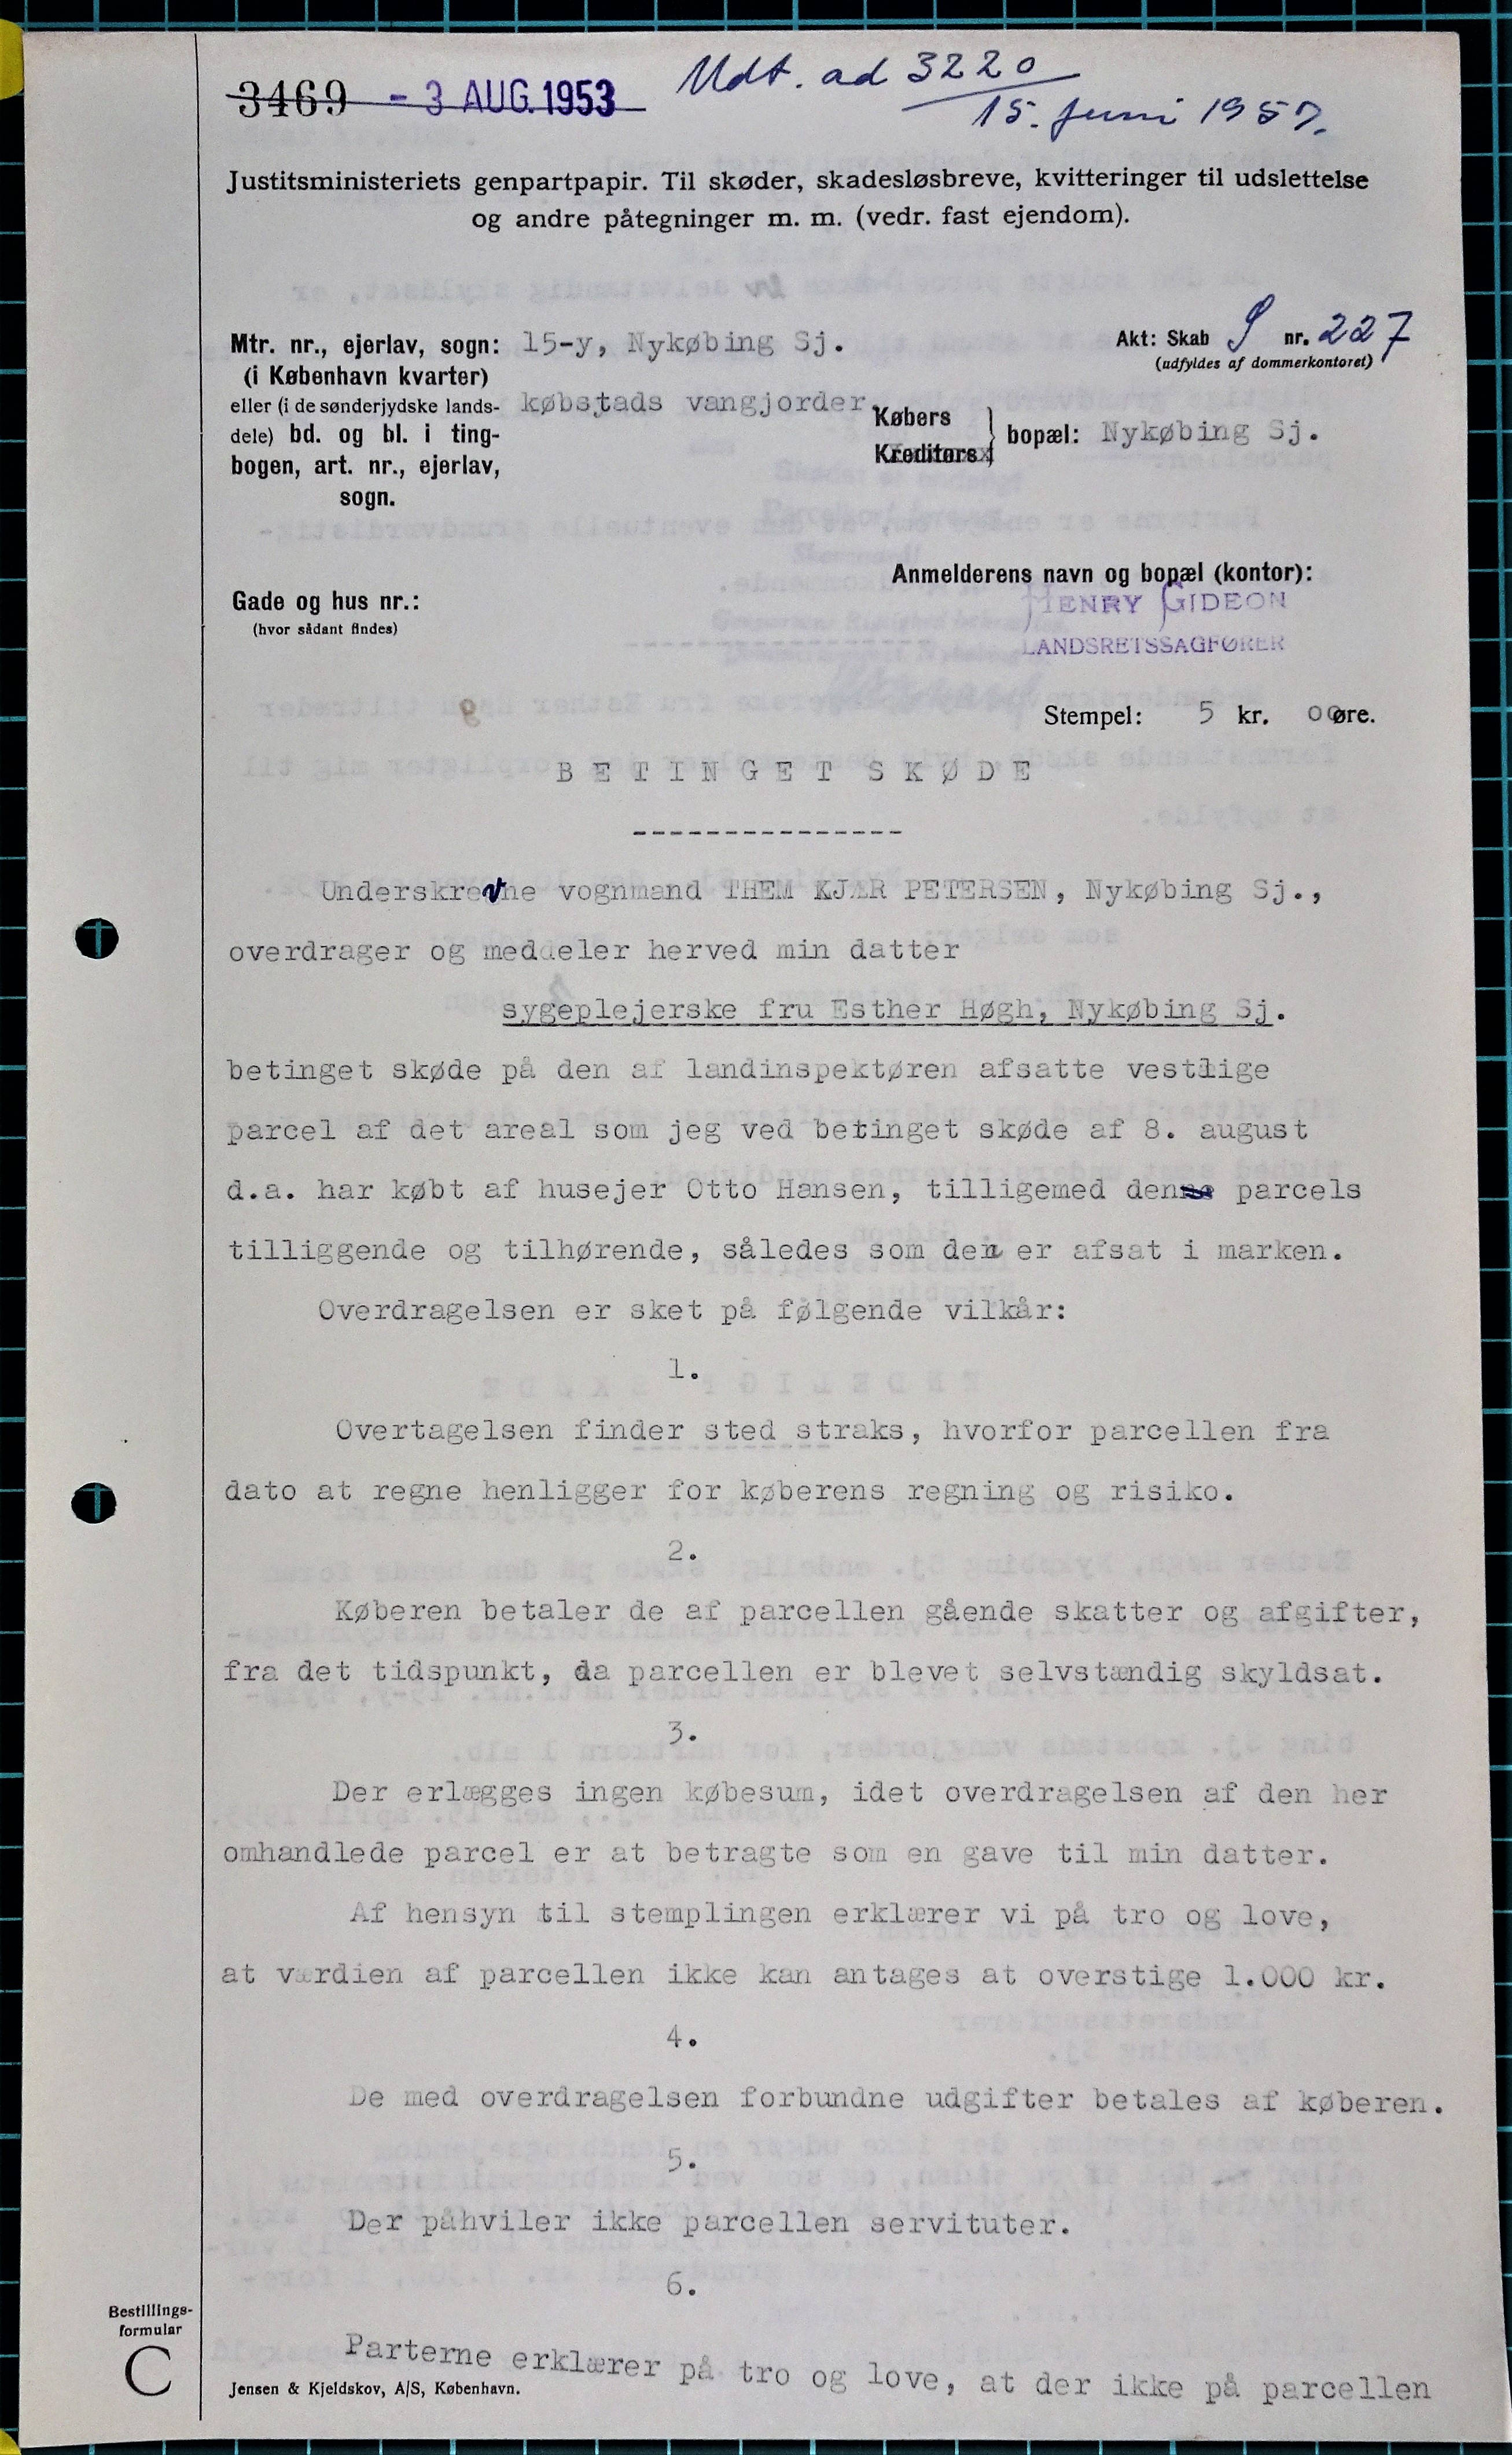 3469 - 3 AUG. 1953
Udt. ad 3220
15. juni 1957.
Justitsministeriets genpartpapir. Til skøder, skadesløsbreve, kvitteringer til udslettelse
og andre påtegninger m. m. (vedr. fast ejendom).
Mtr. nr., ejerlav, sogn: 15-y, Nykøbing Sj.
(i København kvarter)
eller (i de sønderjydske lands- købstads vangjorder.
dele) bd. og bl. i ting-
bogen, art. nr., ejerlav,
sogn.
Akt: Skab nr. 227
(udfyldes af dommerkontoret)
Købers
Kreditors
bopæl: Nykøbing Sj.
Gade og hus nr.:
(hvor sådant findes)
Anmelderens navn og bopæl (kontor):
HENRY GIDEON
LANDSRETSSAGFØRER
Stempel: 5 kr. 00 øre.
BETINGET SKØDE
---------------
Underskrevne vognmand THEM KJÆR PETERSEN, Nykøbing Sj.,
overdrager og meddeler herved min datter
sygeplejerske fru Esther Høgh, Nykøbing Sj.
betinget skøde på den af landinspektøren afsatte vestlige
parcel af det areal som jeg ved betinget skøde af 8. august
d.a. har købt af husejer Otto Hansen, tilligemed den parcels
tilliggende og tilhørende, således som den er afsat i marken.
Overdragelsen er sket på følgende vilkår:
1.
Overtagelsen finder sted straks, hvorfor parcellen fra
dato at regne henligger for køberens regning og risiko.
2.
Køberen betaler de af parcellen gående skatter og afgifter,
fra det tidspunkt, da parcellen er blevet selvstændig skyldsat.
3.
Der erlægges ingen købesum, idet overdragelsen af den her
omhandlede parcel er at betragte som en gave til min datter.
Af hensyn til stemplingen erklærer vi på tro og love,
at værdien af parcellen ikke kan antages at overstige 1.000 kr.
4.
De med overdragelsen forbundne udgifter betales af køberen.
5.
Der påhviler ikke parcellen servituter.
6.
Parterne erklærer på tro og love, at der ikke på parcellen
Bestillings-
formular
C
Jensen & Kjeldskov, A/S, København.